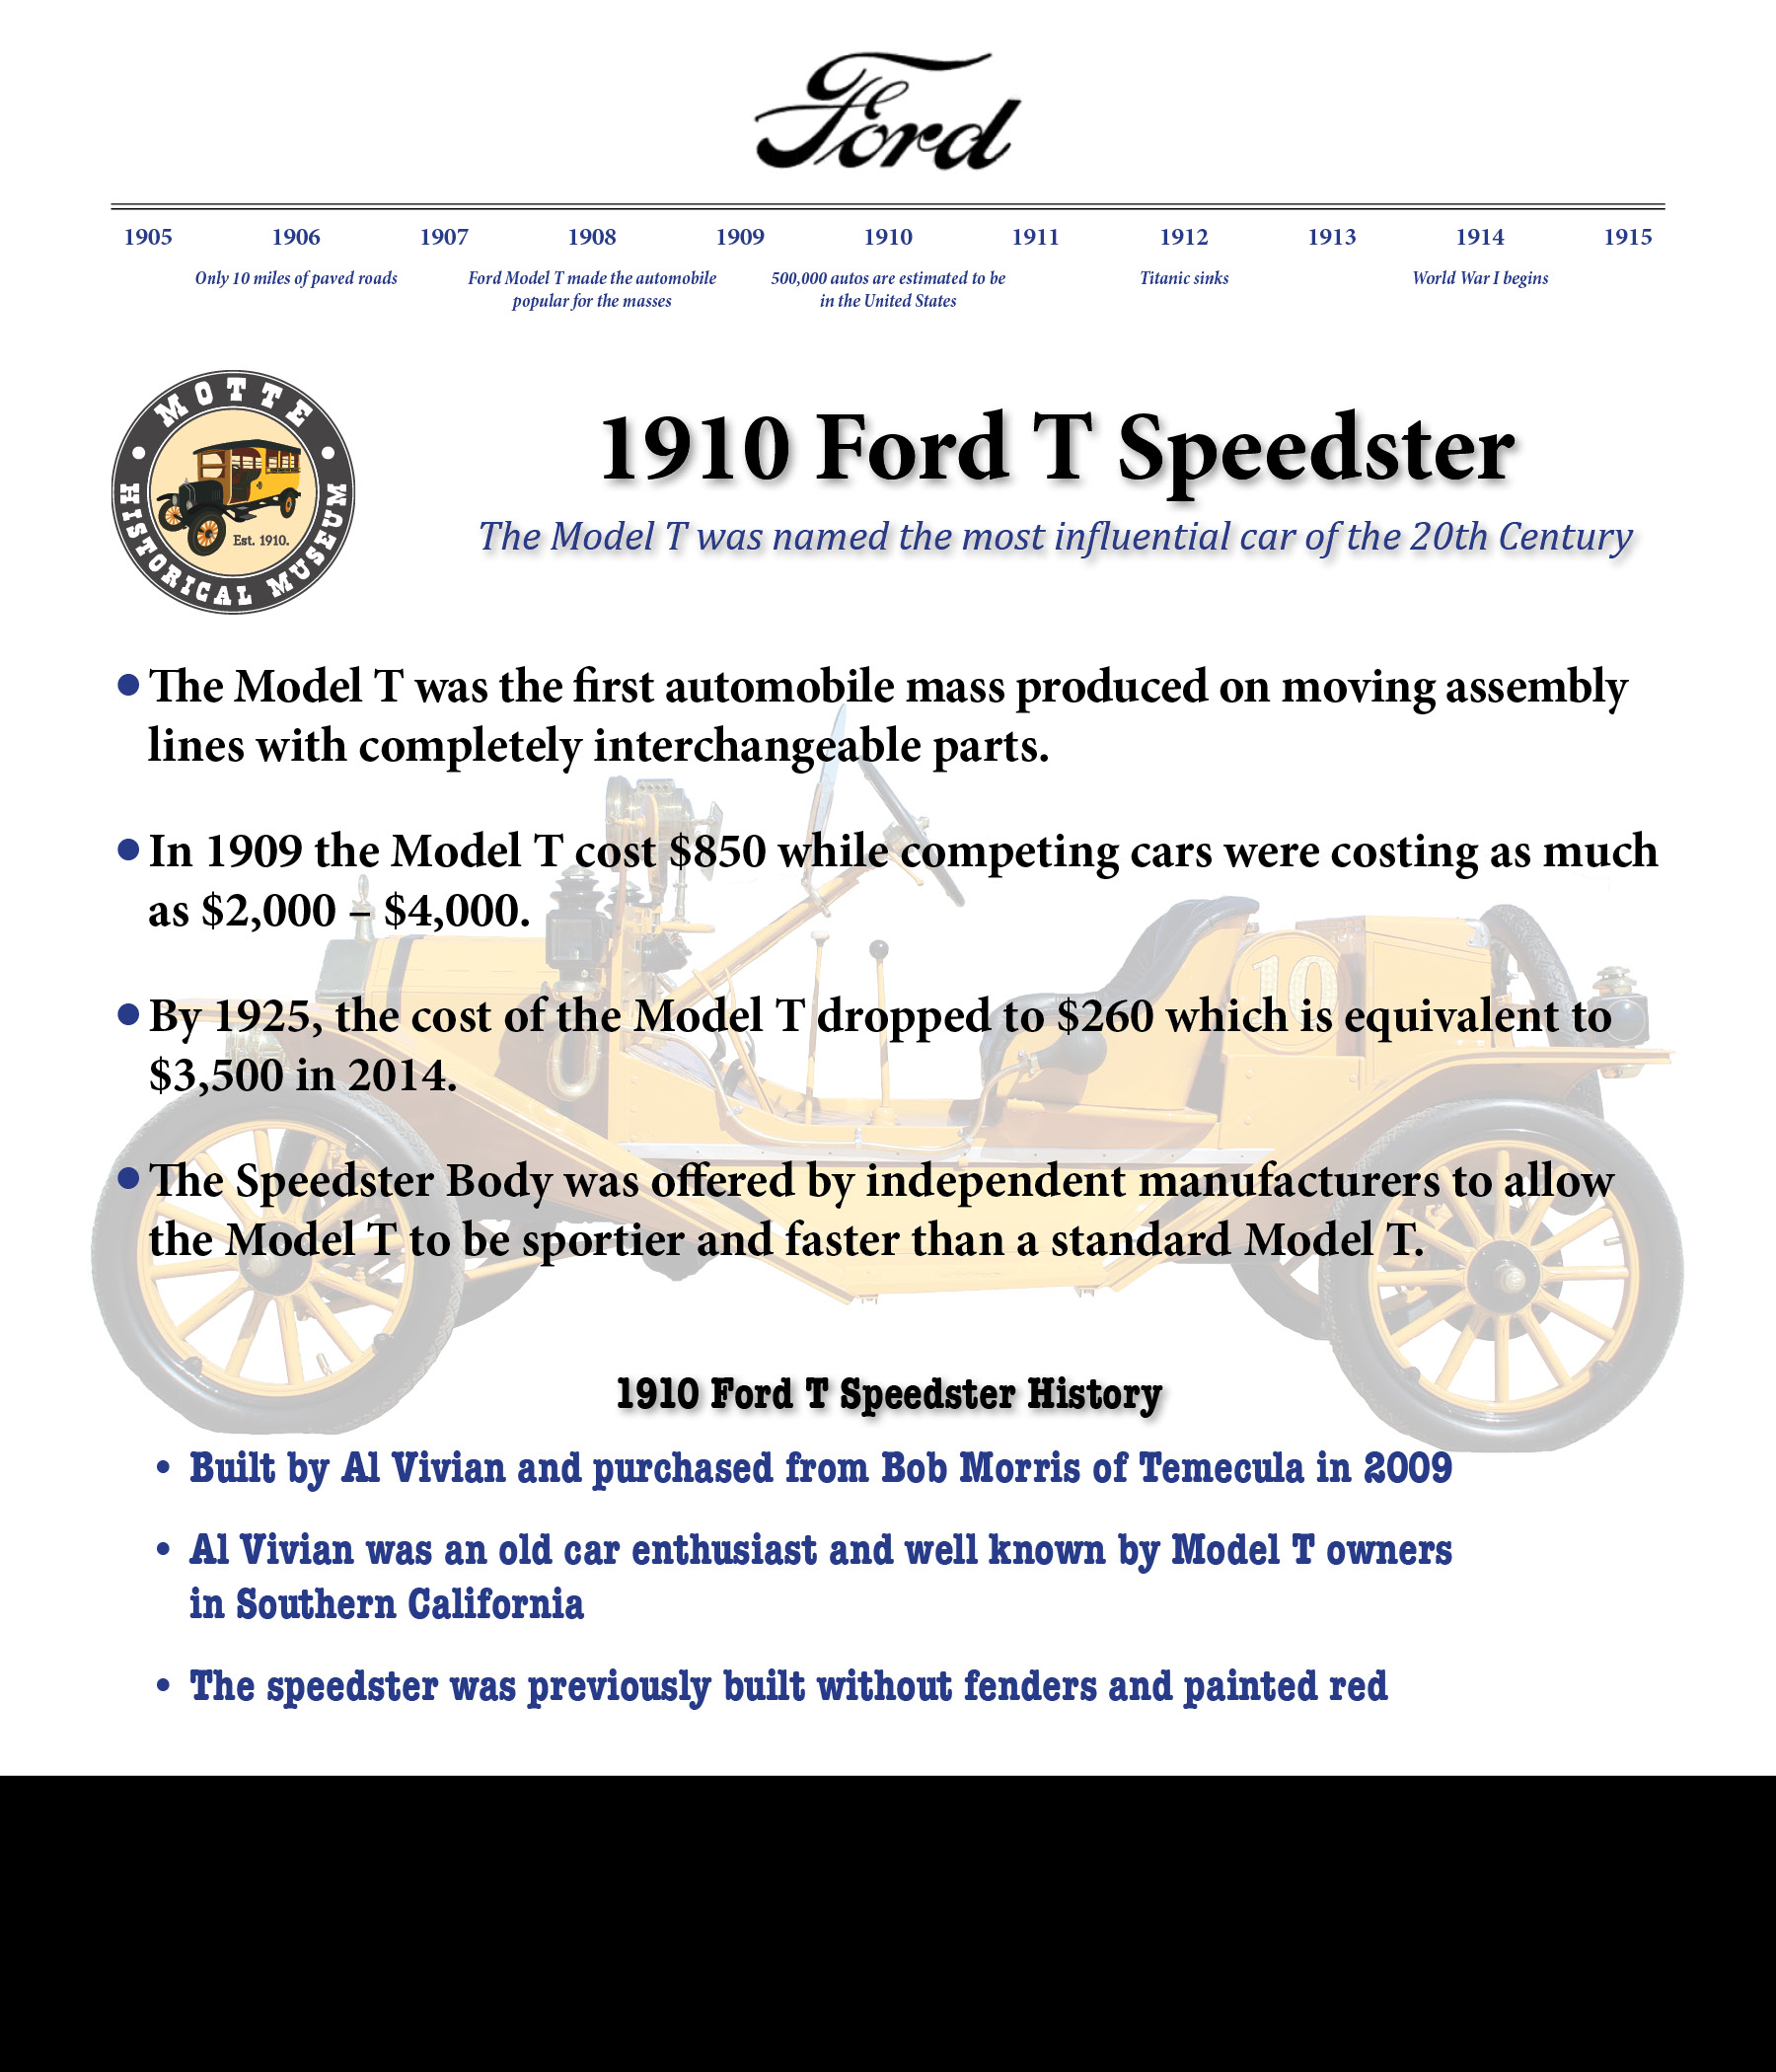 Ford
1905 1906 1907 1908 1909 1910 1911 1912 1913 1914 1915
Only 10 miles of paved roads
Ford Model T made the automobile
popular for the masses
500,000 autos are estimated to be
in the United States
Titanic sinks
World War I begins
MOTTE
HISTORICAL MUSEUM
Est. 1910.
1910 Ford T Speedster
The Model T was named the most influential car of the 20th Century
• The Model T was the first automobile mass produced on moving assembly
lines with completely interchangeable parts.
• In 1909 the Model T cost $850 while competing cars were costing as much
as $2,000 – $4,000.
• By 1925, the cost of the Model T dropped to $260 which is equivalent to
$3,500 in 2014.
• The Speedster Body was offered by independent manufacturers to allow
the Model T to be sportier and faster than a standard Model T.
10
1910 Ford T Speedster History
• Built by Al Vivian and purchased from Bob Morris of Temecula in 2009
• Al Vivian was an old car enthusiast and well known by Model T owners
in Southern California
• The speedster was previously built without fenders and painted red